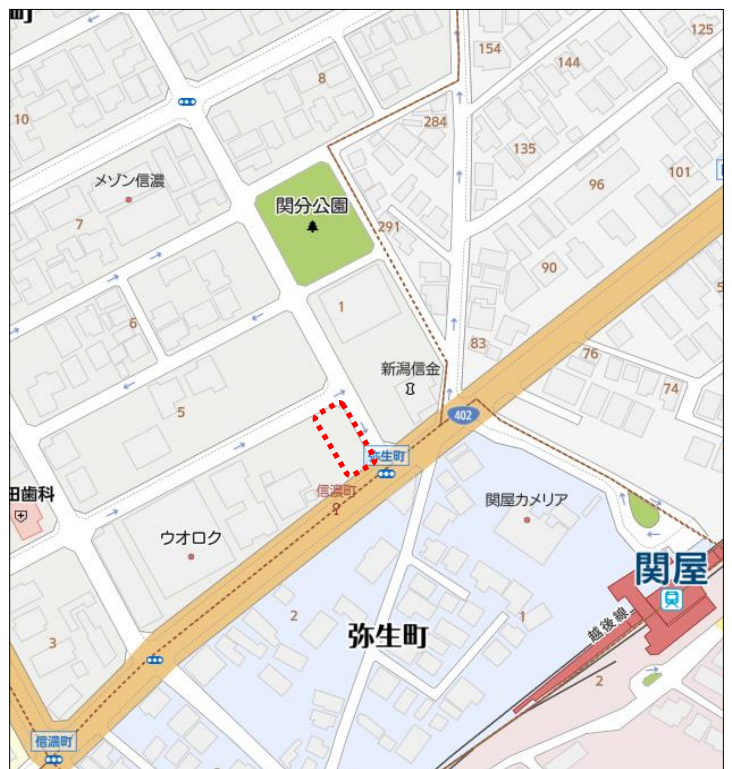 町
125
154
144
8
10
284
135
メゾン信濃
96
101
関分公園
7
291
90
1
6
83
76
新潟信金
74
5
402
弥生町
信濃町
田歯科
関屋カメリア
ウオロク
関屋
2
1
弥生町
越後線
3
2
信濃町